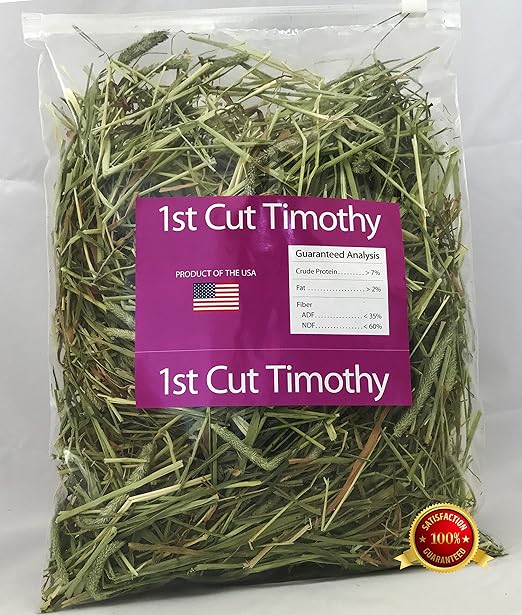 1st Cut Timothy
PRODUCT OF THE USA
Guaranteed Analysis
Crude Protein.......... > 7%
Fat .................... > 2%
Fiber
ADF.................. < 35%
NDF.................. < 60%
1st Cut Timothy
SATISFACTION
100%
GUARANTEED